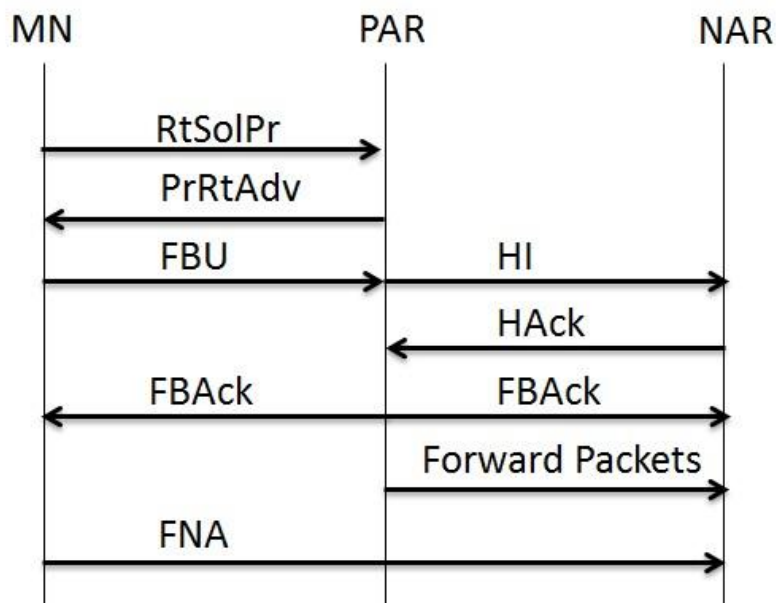 MN PAR NAR
RtSolPr
PrRtAdv
FBU HI
HAck
FBAck FBAck
Forward Packets
FNA